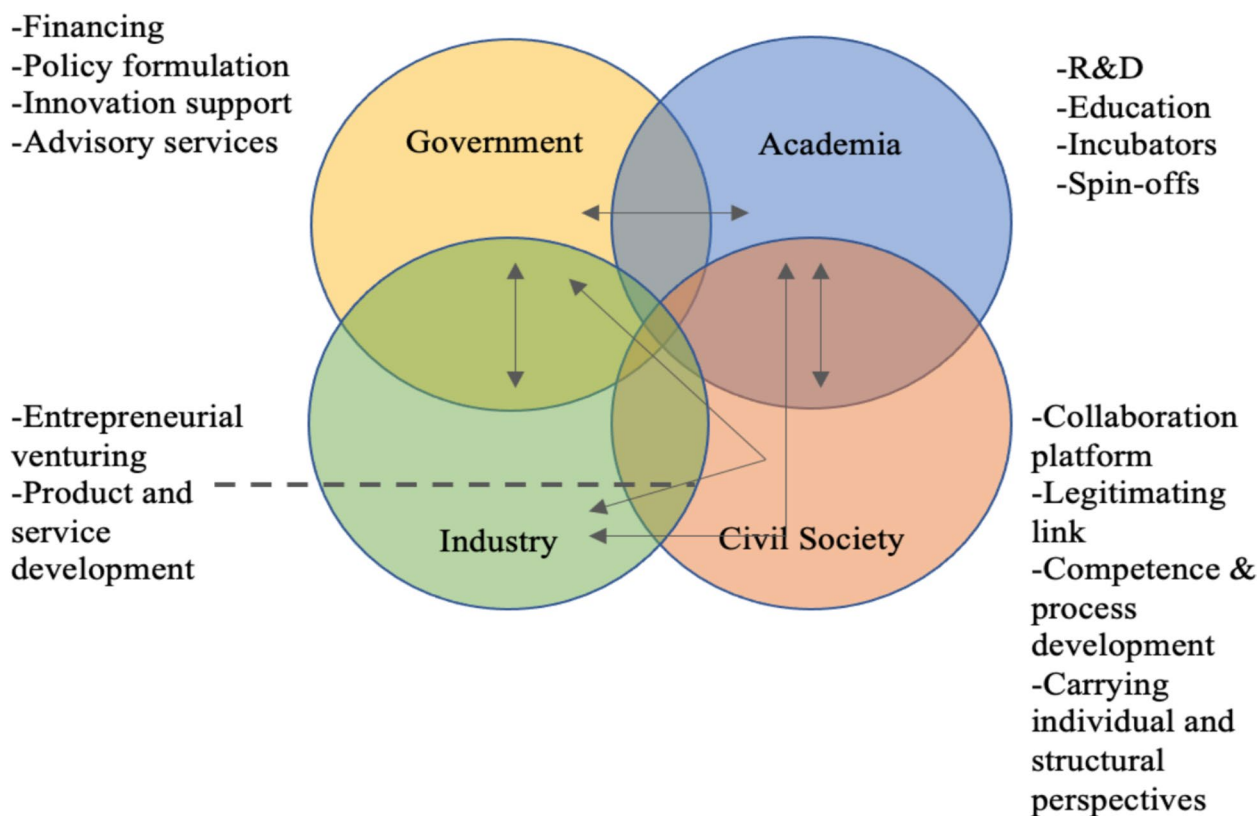 -Financing
-Policy formulation
-Innovation support
-Advisory services
Government
Academia
-R&D
-Education
-Incubators
-Spin-offs
-Entrepreneurial
venturing
-Product and
service
development
Industry
Civil Society
-Collaboration
platform
-Legitimating
link
-Competence &
process
development
-Carrying
individual and
structural
perspectives